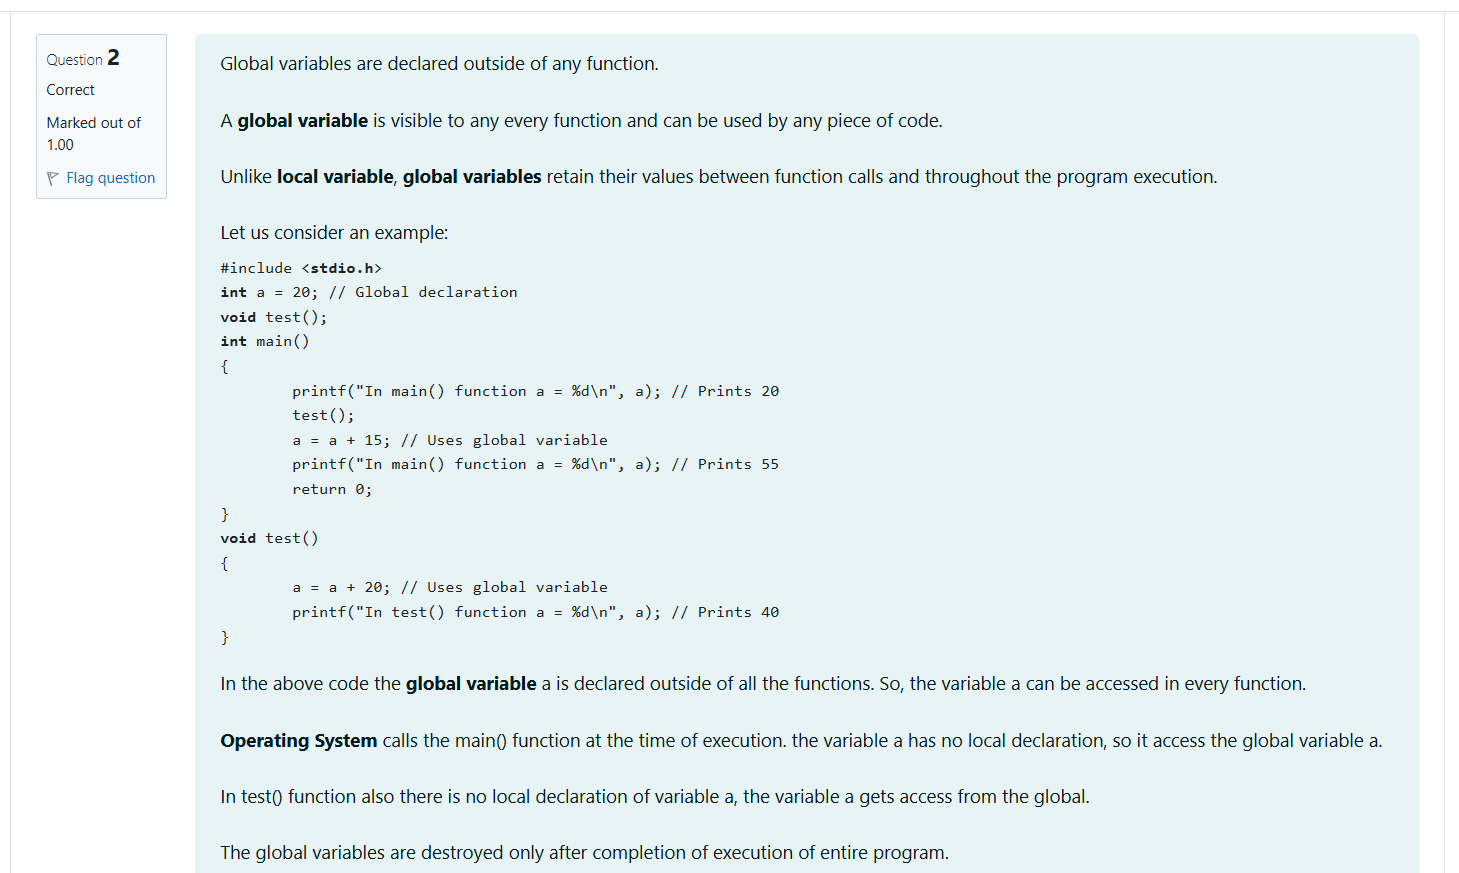 Question 2
Correct
Marked out of
1.00
Flag question
Global variables are declared outside of any function.
A global variable is visible to any every function and can be used by any piece of code.
Unlike local variable, global variables retain their values between function calls and throughout the program execution.
Let us consider an example:
#include <stdio.h>
int a = 20; // Global declaration
void test();
int main()
{
printf("In main() function a = %d\n", a); // Prints 20
test();
a = a + 15; // Uses global variable
printf("In main() function a = %d\n", a); // Prints 55
return 0;
}
void test()
{
a = a + 20; // Uses global variable
printf("In test() function a = %d\n", a); // Prints 40
}
In the above code the global variable a is declared outside of all the functions. So, the variable a can be accessed in every function.
Operating System calls the main() function at the time of execution. the variable a has no local declaration, so it access the global variable a.
In test() function also there is no local declaration of variable a, the variable a gets access from the global.
The global variables are destroyed only after completion of execution of entire program.